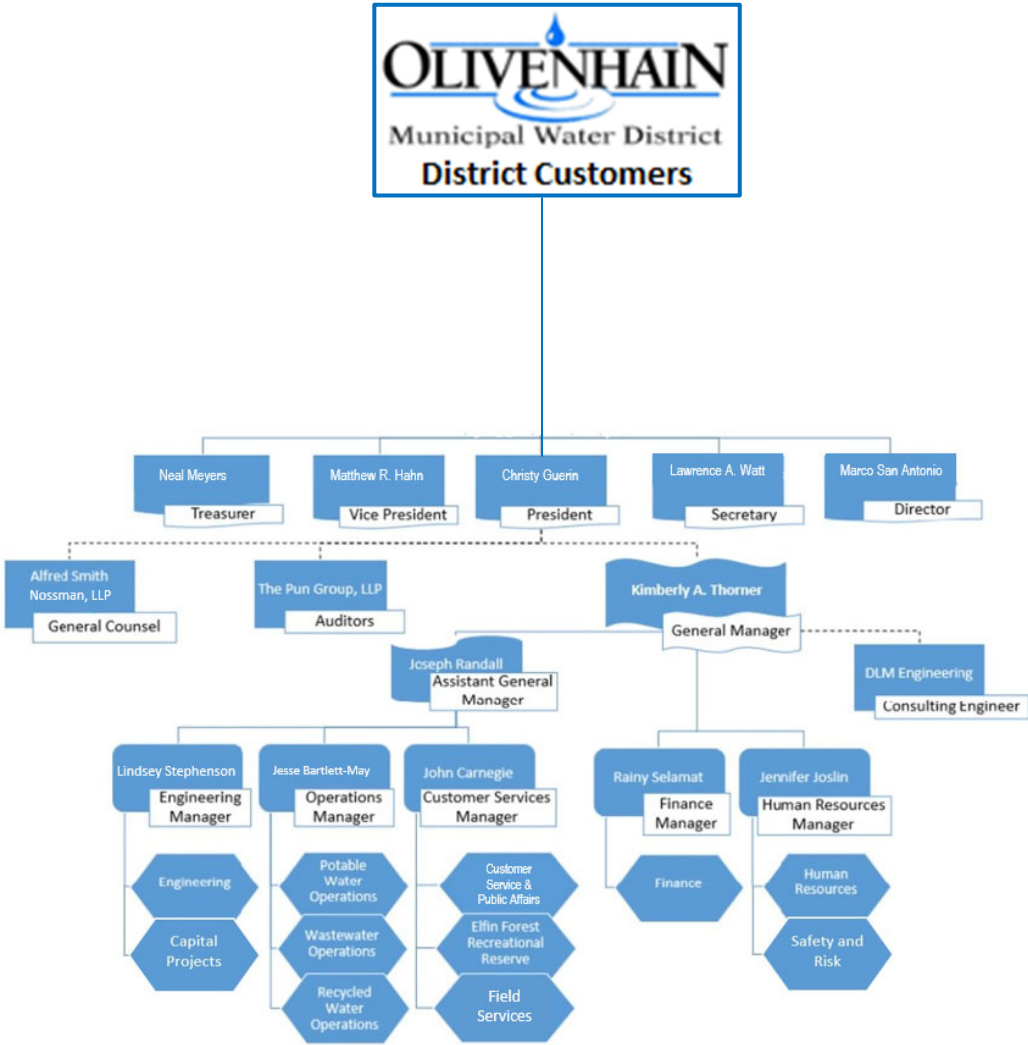 OLIVENHAIN
Municipal Water District
District Customers
Neal Meyers
Treasurer
Matthew R. Hahn
Vice President
Christy Guerin
President
Lawrence A. Watt
Secretary
Marco San Antonio
Director
Alfred Smith
Nossman, LLP
General Counsel
The Pun Group, LLP
Auditors
Kimberly A. Thorner
General Manager
Joseph Randall
Assistant General
Manager
DLM Engineering
Consulting Engineer
Lindsey Stephenson
Engineering
Manager
Jesse Bartlett-May
Operations
Manager
John Carnegie
Customer Services
Manager
Rainy Selamat
Finance
Manager
Jennifer Joslin
Human Resources
Manager
Engineering
Capital
Projects
Potable
Water
Operations
Wastewater
Operations
Recycled
Water
Operations
Customer
Service &
Public Affairs
Elfin Forest
Recreational
Reserve
Field
Services
Finance
Human
Resources
Safety and
Risk